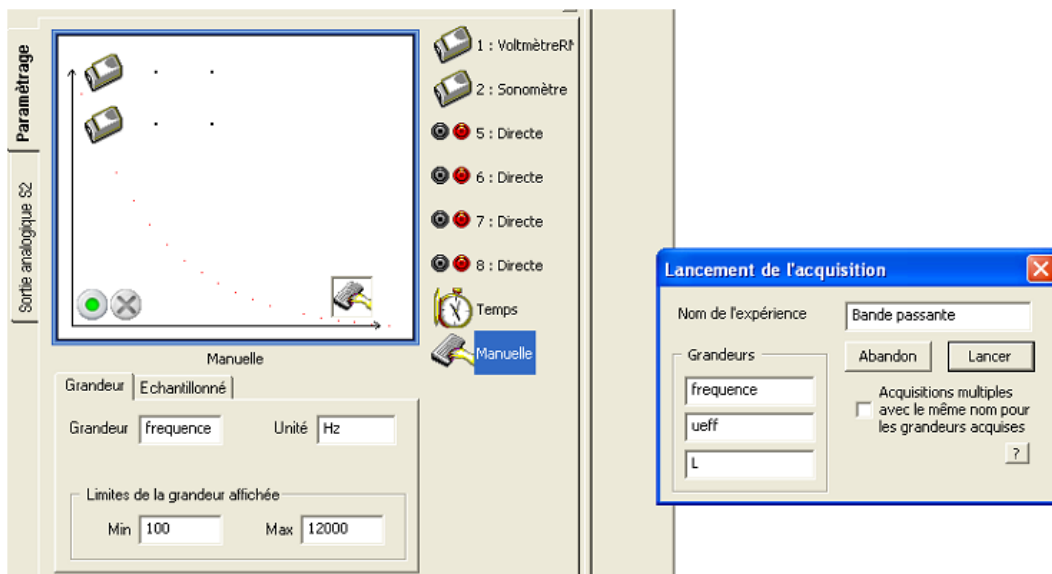 Paramètrage
Sortie analogique S2
1 : VoltmètreRM
2 : Sonomètre
5 : Directe
6 : Directe
7 : Directe
8 : Directe
Temps
Manuelle
Manuelle
Grandeur
Echantillonné
Grandeur
frequence
Unité
Hz
Limites de la grandeur affichée
Min
100
Max
12000
Lancement de l'acquisition
Nom de l'expérience
Bande passante
Grandeurs
frequence
ueff
L
Abandon
Lancer
Acquisitions multiples
avec le même nom pour
les grandeurs acquises
?